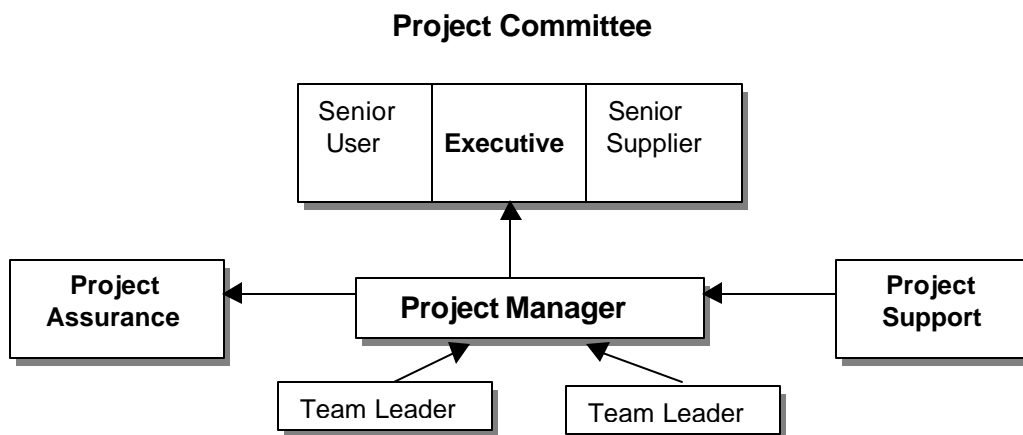 Project Committee
Senior
User
Executive
Senior
Supplier
Project
Assurance
Project Manager
Project
Support
Team Leader
Team Leader